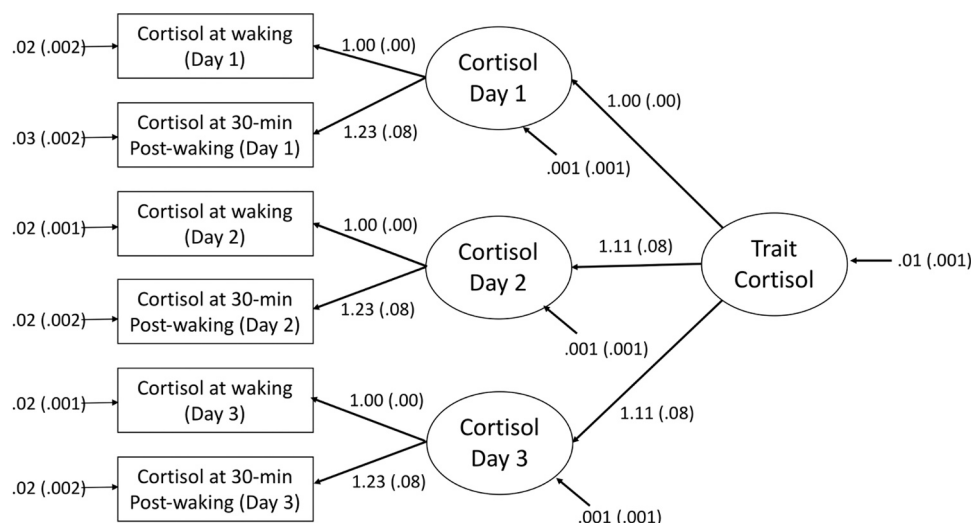 .02 (.002)
Cortisol at waking
(Day 1)
1.00 (.00)
Cortisol
Day 1
1.00 (.00)
.03 (.002)
Cortisol at 30-min
Post-waking (Day 1)
1.23 (.08)
.001 (.001)
.02 (.001)
Cortisol at waking
(Day 2)
1.00 (.00)
Cortisol
Day 2
1.11 (.08)
Trait
Cortisol
.01 (.001)
.02 (.002)
Cortisol at 30-min
Post-waking (Day 2)
1.23 (.08)
.001 (.001)
.02 (.001)
Cortisol at waking
(Day 3)
1.00 (.00)
Cortisol
Day 3
1.11 (.08)
.02 (.002)
Cortisol at 30-min
Post-waking (Day 3)
1.23 (.08)
.001 (.001)